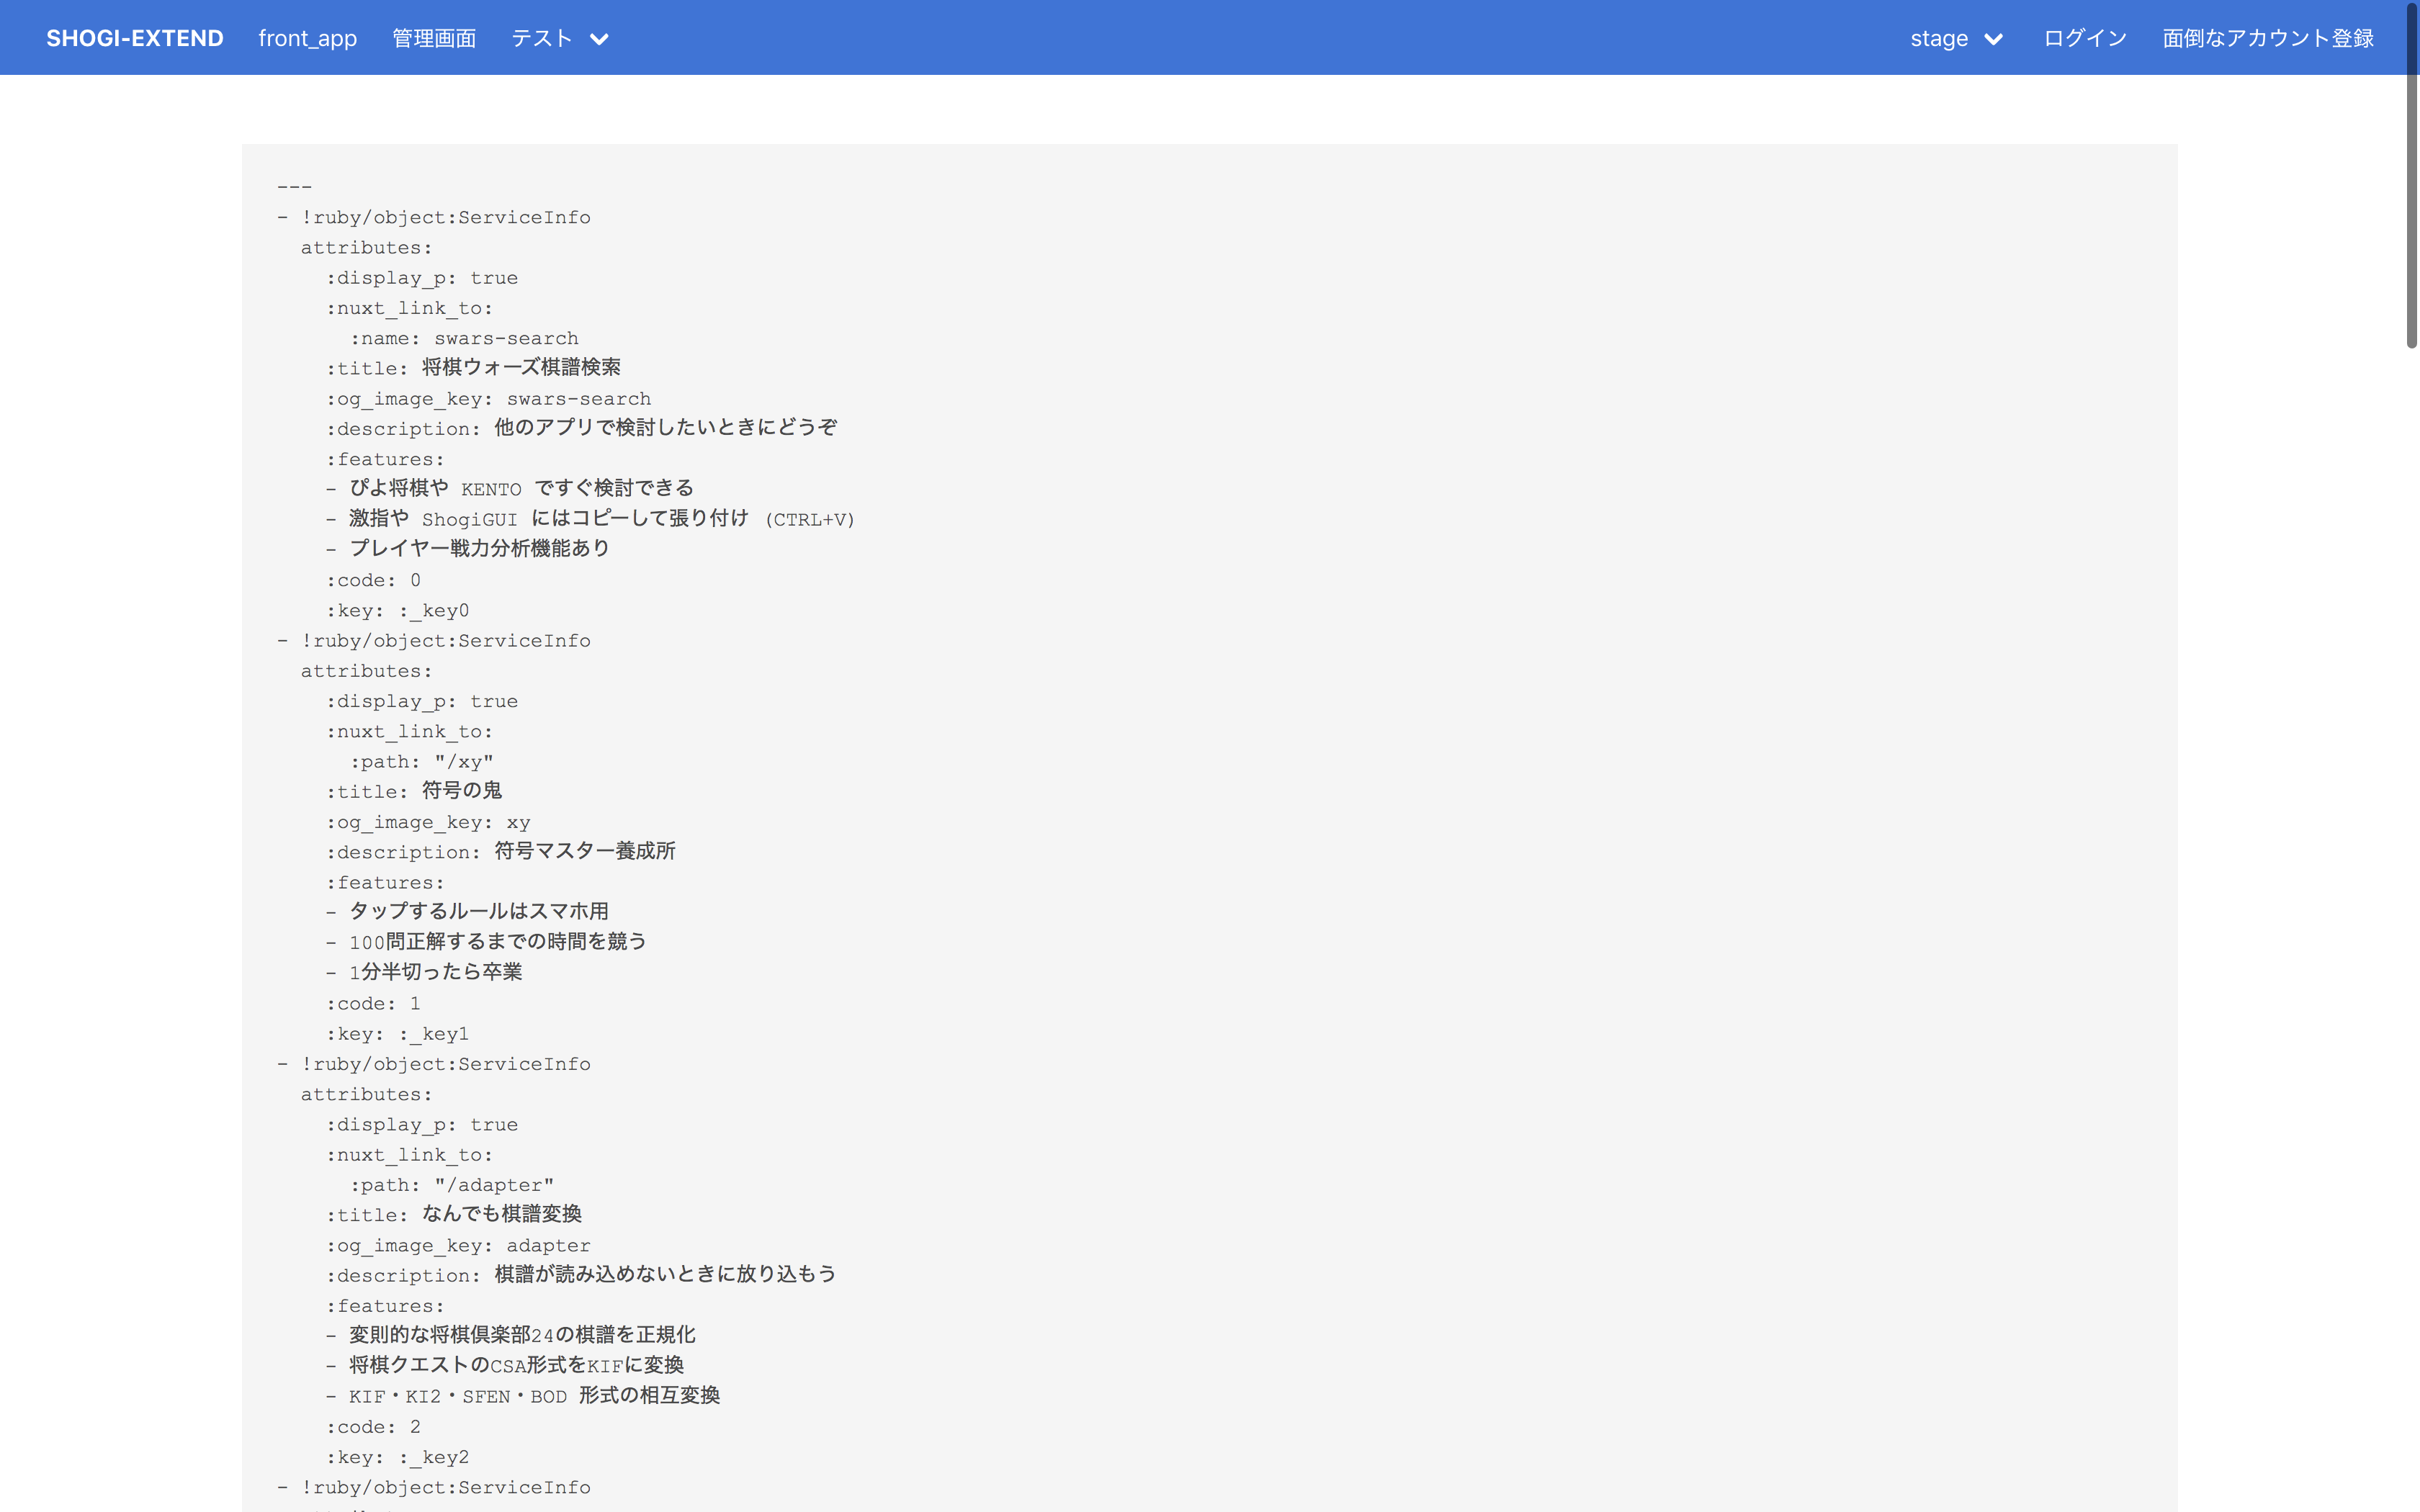 SHOGI-EXTEND front_app 管理画面 テスト stage ログイン 面倒なアカウント登録
---
- !ruby/object:ServiceInfo
  attributes:
    :display_p: true
    :nuxt_link_to:
      :name: swars-search
    :title: 将棋ウォーズ棋譜検索
    :og_image_key: swars-search
    :description: 他のアプリで検討したいときにどうぞ
    :features:
    - ぴよ将棋や KENTO ですぐ検討できる
    - 激指や ShogiGUI にはコピーして張り付け (CTRL+V)
    - プレイヤー戦力分析機能あり
    :code: 0
    :key: :_key0
- !ruby/object:ServiceInfo
  attributes:
    :display_p: true
    :nuxt_link_to:
      :path: "/xy"
    :title: 符号の鬼
    :og_image_key: xy
    :description: 符号マスター養成所
    :features:
    - タップするルールはスマホ用
    - 100問正解するまでの時間を競う
    - 1分半切ったら卒業
    :code: 1
    :key: :_key1
- !ruby/object:ServiceInfo
  attributes:
    :display_p: true
    :nuxt_link_to:
      :path: "/adapter"
    :title: なんでも棋譜変換
    :og_image_key: adapter
    :description: 棋譜が読み込めないときに放り込もう
    :features:
    - 変則的な将棋倶楽部24の棋譜を正規化
    - 将棋クエストのCSA形式をKIFに変換
    - KIF・KI2・SFEN・BOD 形式の相互変換
    :code: 2
    :key: :_key2
- !ruby/object:ServiceInfo